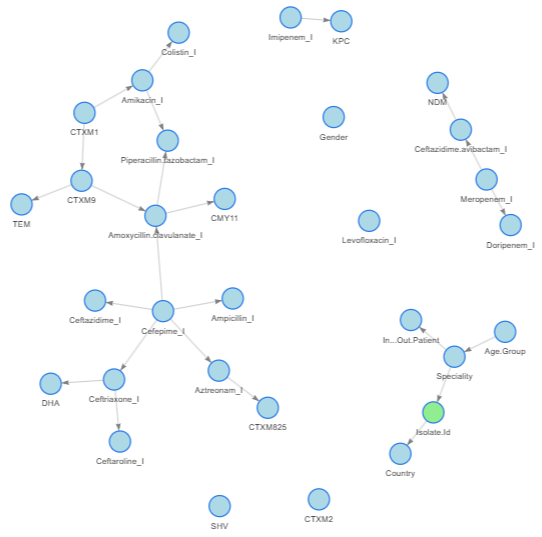 Imipenem_I
KPC
Colistin_I
Amikacin_I
NDM
CTXM1
Gender
Ceftazidime.avibactam_I
Piperacillin.tazobactam_I
CTXM9
Meropenem_I
TEM
CMY11
Amoxycillin.clavulanate_I
Levofloxacin_I
Doripenem_I
Ceftazidime_I
Ampicillin_I
Cefepime_I
In...Out.Patient
Age.Group
Speciality
Aztreonam_I
DHA
Ceftriaxone_I
CTXM825
Isolate.Id
Ceftaroline_I
Country
SHV
CTXM2